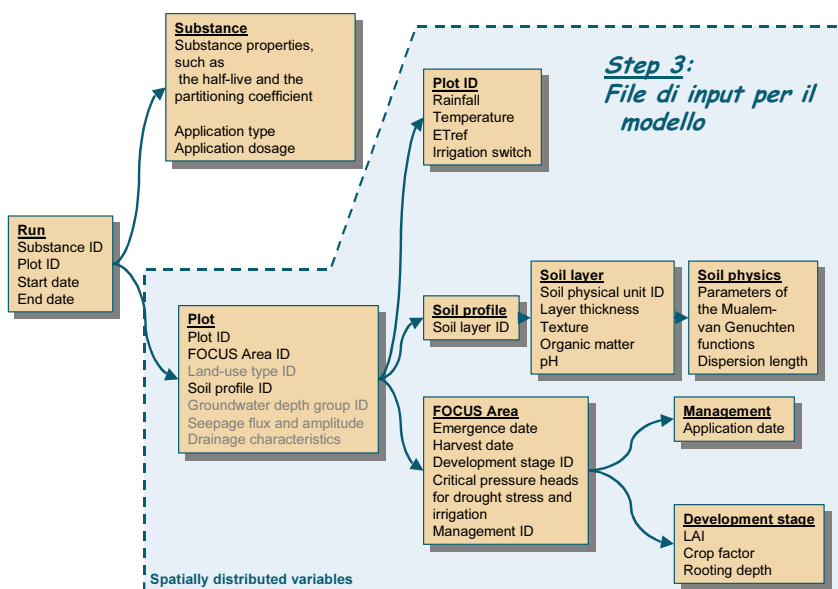 Substance
Substance properties,
such as
the half-live and the
partitioning coefficient
Application type
Application dosage
Step 3:
File di input per il
modello
Plot ID
Rainfall
Temperature
ETref
Irrigation switch
Run
Substance ID
Plot ID
Start date
End date
Plot
Plot ID
FOCUS Area ID
Land-use type ID
Soil profile ID
Groundwater depth group ID
Seepage flux and amplitude
Drainage characteristics
Soil profile
Soil layer ID
Soil layer
Soil physical unit ID
Layer thickness
Texture
Organic matter
pH
Soil physics
Parameters of
the Mualem-
van Genuchten
functions
Dispersion length
FOCUS Area
Emergence date
Harvest date
Development stage ID
Critical pressure heads
for drought stress and
irrigation
Management ID
Management
Application date
Development stage
LAI
Crop factor
Rooting depth
Spatially distributed variables